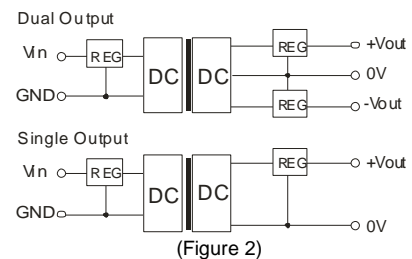 Dual Output
Vin REG DC DC REG +Vout
0V
GND REG -Vout
Single Output
Vin REG DC DC REG +Vout
GND 0V
(Figure 2)